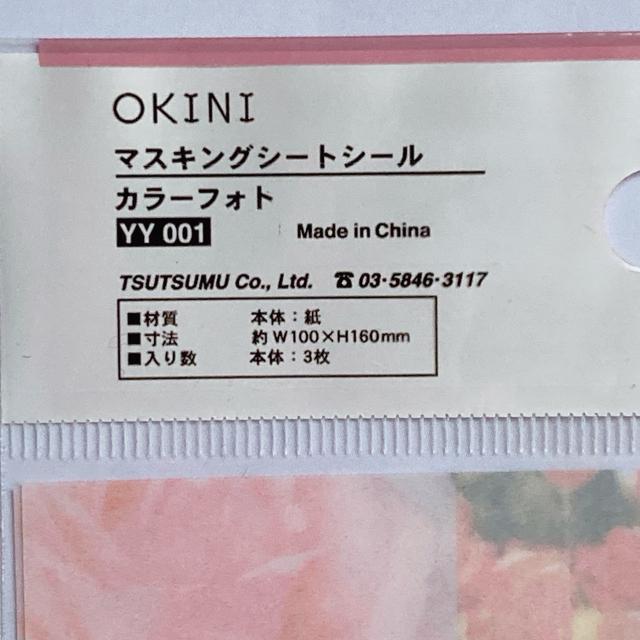 OKINI
マスキングシートシール
カラーフォト
YY 001 Made in China
TSUTSUMU Co., Ltd. ☎ 03·5846·3117
■材質 本体：紙
■寸法 約 W100×H160mm
■入り数 本体：3枚